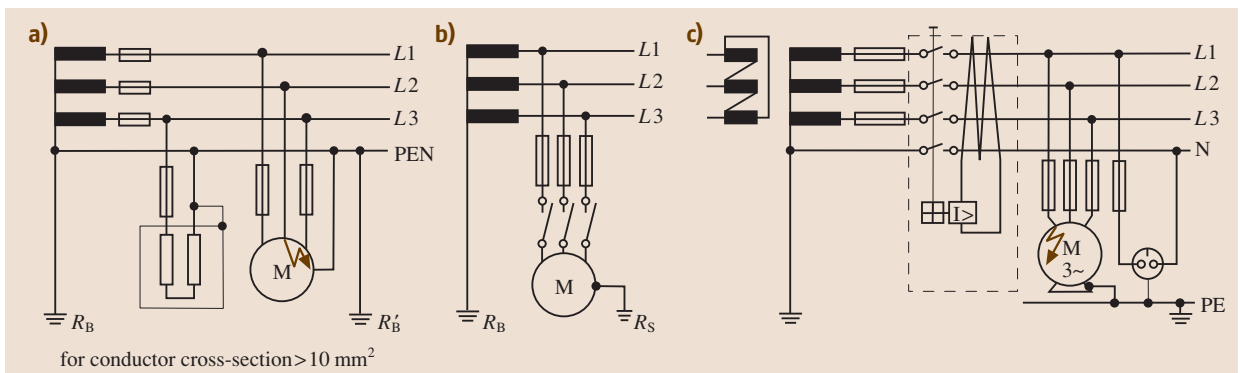 a)
L1
L2
L3
PEN
M
R_B
R'_B
for conductor cross-section>10 mm²
b)
L1
L2
L3
M
R_B
R_S
c)
L1
L2
L3
N
I>
M
3~
PE